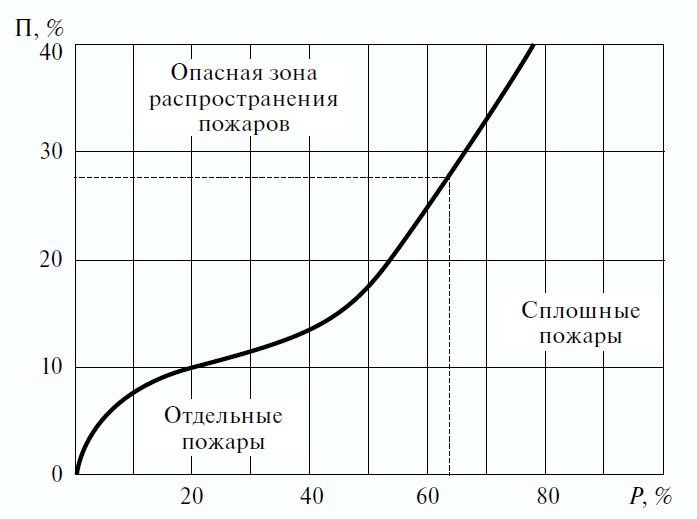 П, %
40
Опасная зона
распространения
пожаров
30
20
Сплошные
пожары
10
Отдельные
пожары
0
20 40 60 80 P, %